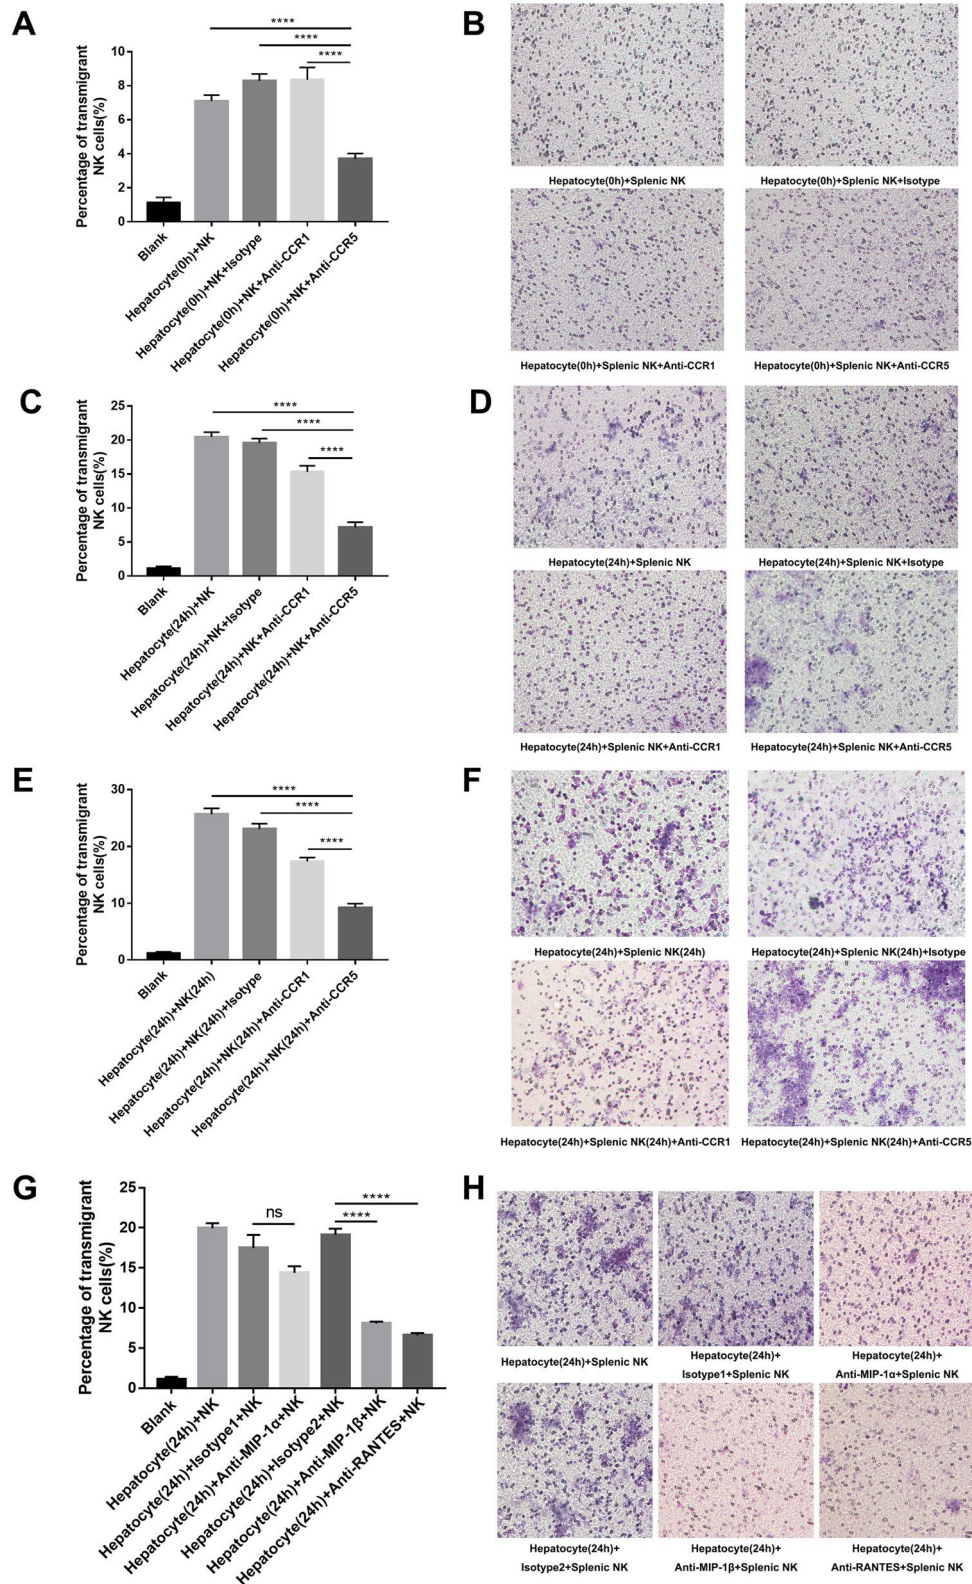 A
Percentage of transmigrant
NK cells(%)
10
8
6
4
2
0
****
****
****
Blank
Hepatocyte(0h)+NK
Hepatocyte(0h)+NK+Isotype
Hepatocyte(0h)+NK+Anti-CCR1
Hepatocyte(0h)+NK+Anti-CCR5
B
Hepatocyte(0h)+Splenic NK
Hepatocyte(0h)+Splenic NK+Isotype
Hepatocyte(0h)+Splenic NK+Anti-CCR1
Hepatocyte(0h)+Splenic NK+Anti-CCR5
C
Percentage of transmigrant
NK cells(%)
25
20
15
10
5
0
****
****
****
Blank
Hepatocyte(24h)+NK
Hepatocyte(24h)+NK+Isotype
Hepatocyte(24h)+NK+Anti-CCR1
Hepatocyte(24h)+NK+Anti-CCR5
D
Hepatocyte(24h)+Splenic NK
Hepatocyte(24h)+Splenic NK+Isotype
Hepatocyte(24h)+Splenic NK+Anti-CCR1
Hepatocyte(24h)+Splenic NK+Anti-CCR5
E
Percentage of transmigrant
NK cells(%)
30
20
10
0
****
****
****
Blank
Hepatocyte(24h)+NK(24h)
Hepatocyte(24h)+NK(24h)+Isotype
Hepatocyte(24h)+NK(24h)+Anti-CCR1
Hepatocyte(24h)+NK(24h)+Anti-CCR5
F
Hepatocyte(24h)+Splenic NK(24h)
Hepatocyte(24h)+Splenic NK(24h)+Isotype
Hepatocyte(24h)+Splenic NK(24h)+Anti-CCR1
Hepatocyte(24h)+Splenic NK(24h)+Anti-CCR5
G
Percentage of transmigrant
NK cells(%)
25
20
15
10
5
0
ns
****
****
Blank
Hepatocyte(24h)+NK
Hepatocyte(24h)+Isotype1+NK
Hepatocyte(24h)+Anti-MIP-1α+NK
Hepatocyte(24h)+Isotype2+NK
Hepatocyte(24h)+Anti-MIP-1β+NK
Hepatocyte(24h)+Anti-RANTES+NK
H
Hepatocyte(24h)+Splenic NK
Hepatocyte(24h)+
Isotype1+Splenic NK
Hepatocyte(24h)+
Anti-MIP-1α+Splenic NK
Hepatocyte(24h)+
Isotype2+Splenic NK
Hepatocyte(24h)+
Anti-MIP-1β+Splenic NK
Hepatocyte(24h)+
Anti-RANTES+Splenic NK